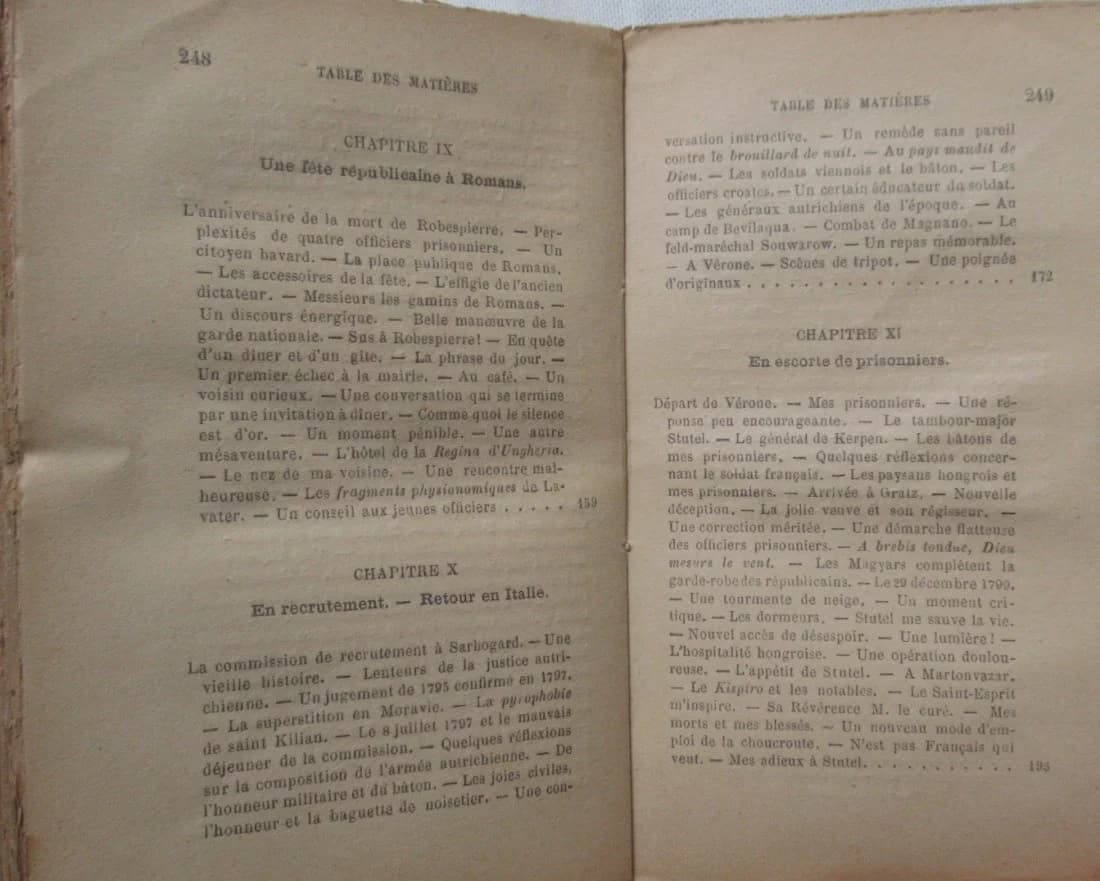 248
TABLE DES MATIÈRES
CHAPITRE IX
Une fête républicaine à Romans.
L'anniversaire de la mort de Robespierre. — Per-
plexités de quatre officiers prisonniers. — Un
citoyen bavard. — La place publique de Romans.
— Les accessoires de la fête. — L'effigie de l'ancien
dictateur. — Messieurs les gamins de Romans. —
Un discours énergique. — Belle manœuvre de la
garde nationale. — Sus à Robespierre! — En quête
d'un dîner et d'un gîte. — La phrase du jour. —
Un premier échec à la mairie. — Au café. — Un
voisin curieux. — Une conversation qui se termine
par une invitation à dîner. — Comme quoi le silence
est d'or. — Un moment pénible. — Une autre
mésaventure. — L'hôtel de la Regina d'Ungheria.
— Le nez de ma voisine. — Une rencontre mal-
heureuse. — Les fragments physionomiques de La-
vater. — Un conseil aux jeunes officiers . . . . . 159
CHAPITRE X
En recrutement. — Retour en Italie.
La commission de recrutement à Sarbogard. — Une
vieille histoire. — Lenteurs de la justice autri-
chienne. — Un jugement de 1795 confirmé en 1797.
— La superstition en Moravie. — La pyrophobie
de saint Kilian. — Le 8 juillet 1797 et le mauvais
déjeuner de la commission. — Quelques réflexions
sur la composition de l'armée autrichienne. — De
l'honneur militaire et du bâton. — Les joies civiles,
l'honneur et la baguette de noisetier. — Une con-
TABLE DES MATIÈRES
249
versation instructive. — Un remède sans pareil
contre le brouillard de nuit. — Au pays maudit de
Dieu. — Les soldats viennois et le bâton. — Les
officiers croates. — Un certain éducateur du soldat.
— Les généraux autrichiens de l'époque. — Au
camp de Bevilaqua. — Combat de Magnano. — Le
feld-maréchal Souwarow. — Un repas mémorable.
— A Vérone. — Scènes de tripot. — Une poignée
d'originaux . . . . . . . . . . . . . . . . . . . 172
CHAPITRE XI
En escorte de prisonniers.
Départ de Vérone. — Mes prisonniers. — Une ré-
ponse peu encourageante. — Le tambour-major
Stutel. — Le général de Kerpen. — Les bâtons de
mes prisonniers. — Quelques réflexions concer-
nant le soldat français. — Les paysans hongrois et
mes prisonniers. — Arrivée à Gratz. — Nouvelle
déception. — La jolie veuve et son régisseur. —
Une correction méritée. — Une démarche flatteuse
des officiers prisonniers. — A brebis tondue, Dieu
mesure le vent. — Les Magyars complètent la
garde-robe des républicains. — Le 29 décembre 1799.
— Une tourmente de neige. — Un moment cri-
tique. — Les dormeurs. — Stutel me sauve la vie.
— Nouvel accès de désespoir. — Une lumière ! —
L'hospitalité hongroise. — Une opération doulou-
reuse. — L'appétit de Stutel. — A Martonvazar.
— Le Kispiro et les notables. — Le Saint-Esprit
m'inspire. — Sa Révérence M. le curé. — Mes
morts et mes blessés. — Un nouveau mode d'em-
ploi de la choucroute. — N'est pas Français qui
veut. — Mes adieux à Stutel. . . . . . . . . . . 195